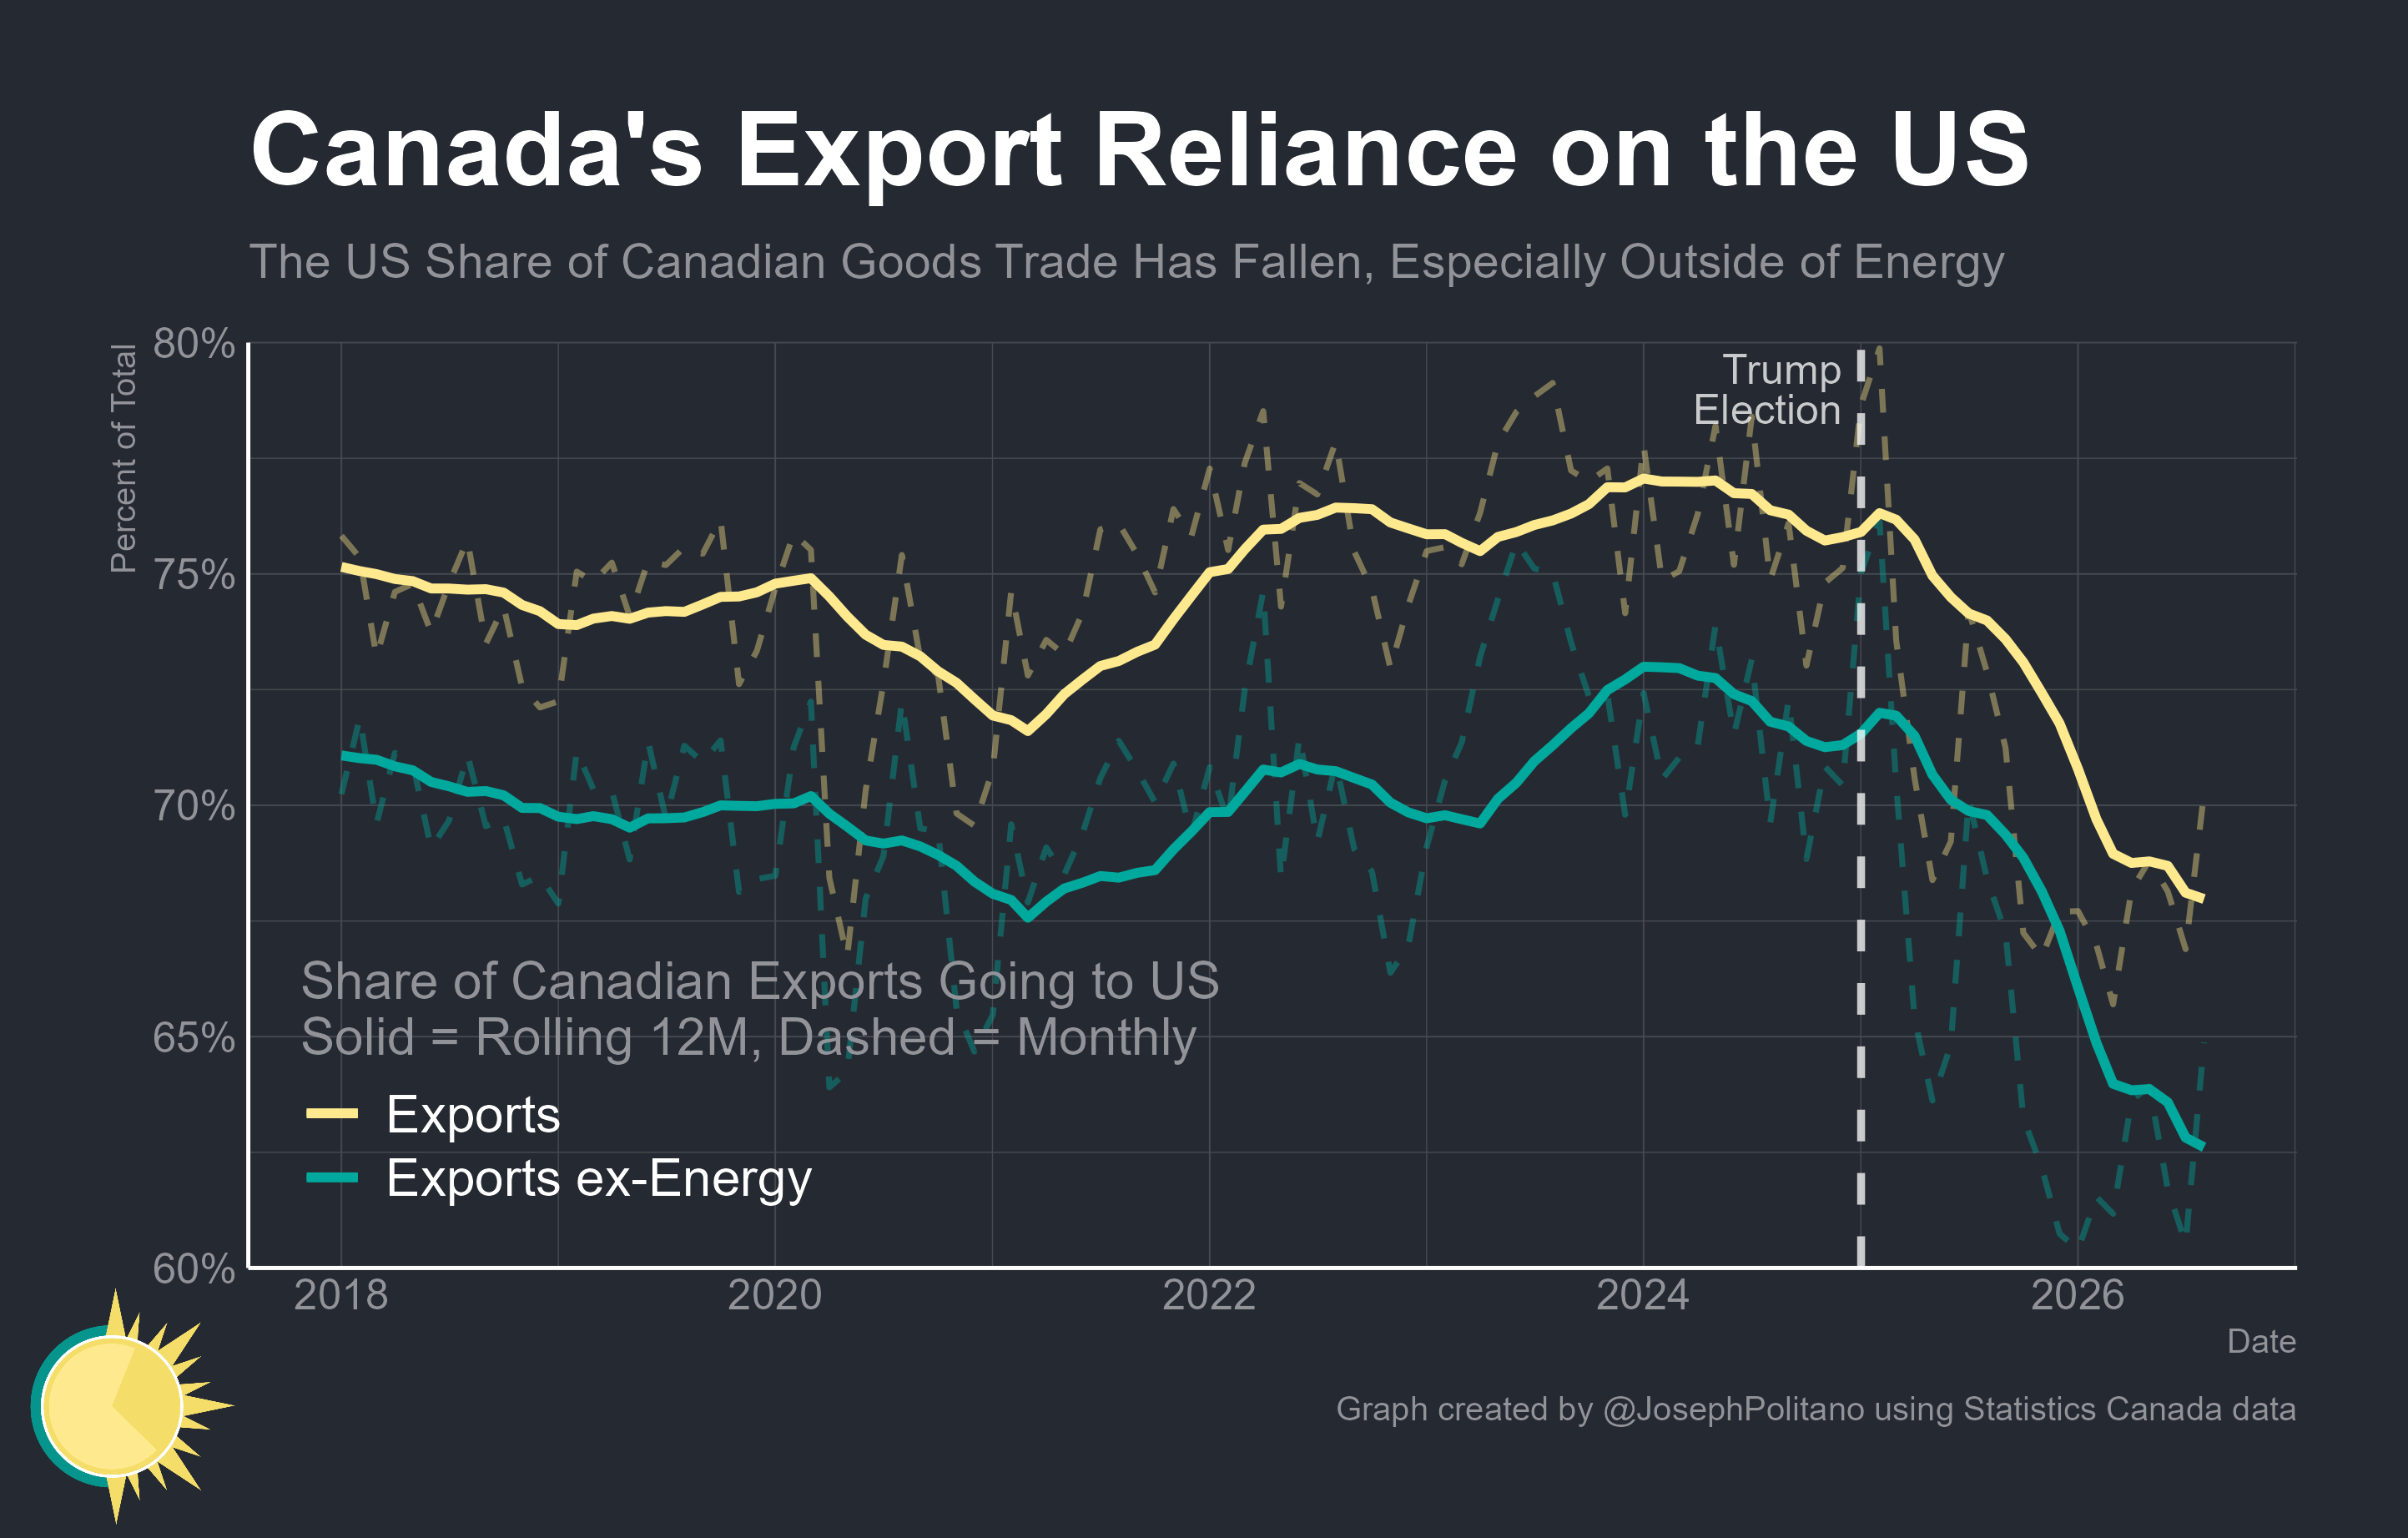 Canada's Export Reliance on the US
The US Share of Canadian Goods Trade Has Fallen, Especially Outside of Energy
Percent of Total
80%
75%
70%
65%
60%
Trump
Election
Share of Canadian Exports Going to US
Solid = Rolling 12M, Dashed = Monthly
Exports
Exports ex-Energy
2018
2020
2022
2024
2026
Date
Graph created by @JosephPolitano using Statistics Canada data